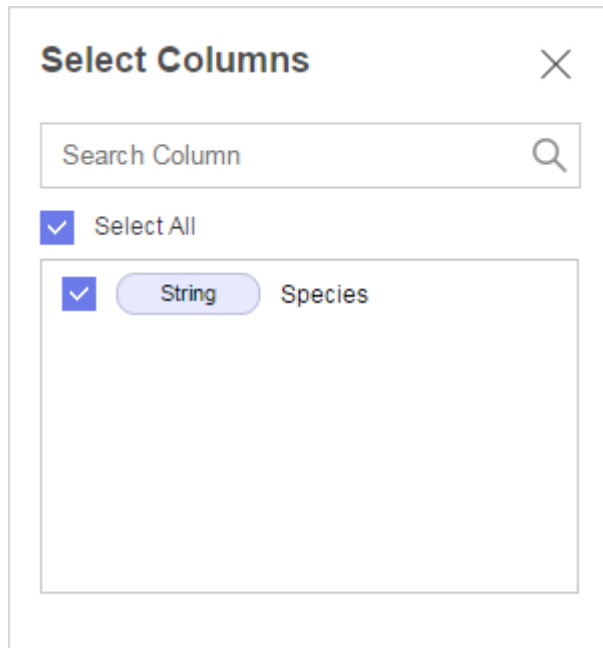 Select Columns
Search Column
Select All
String Species